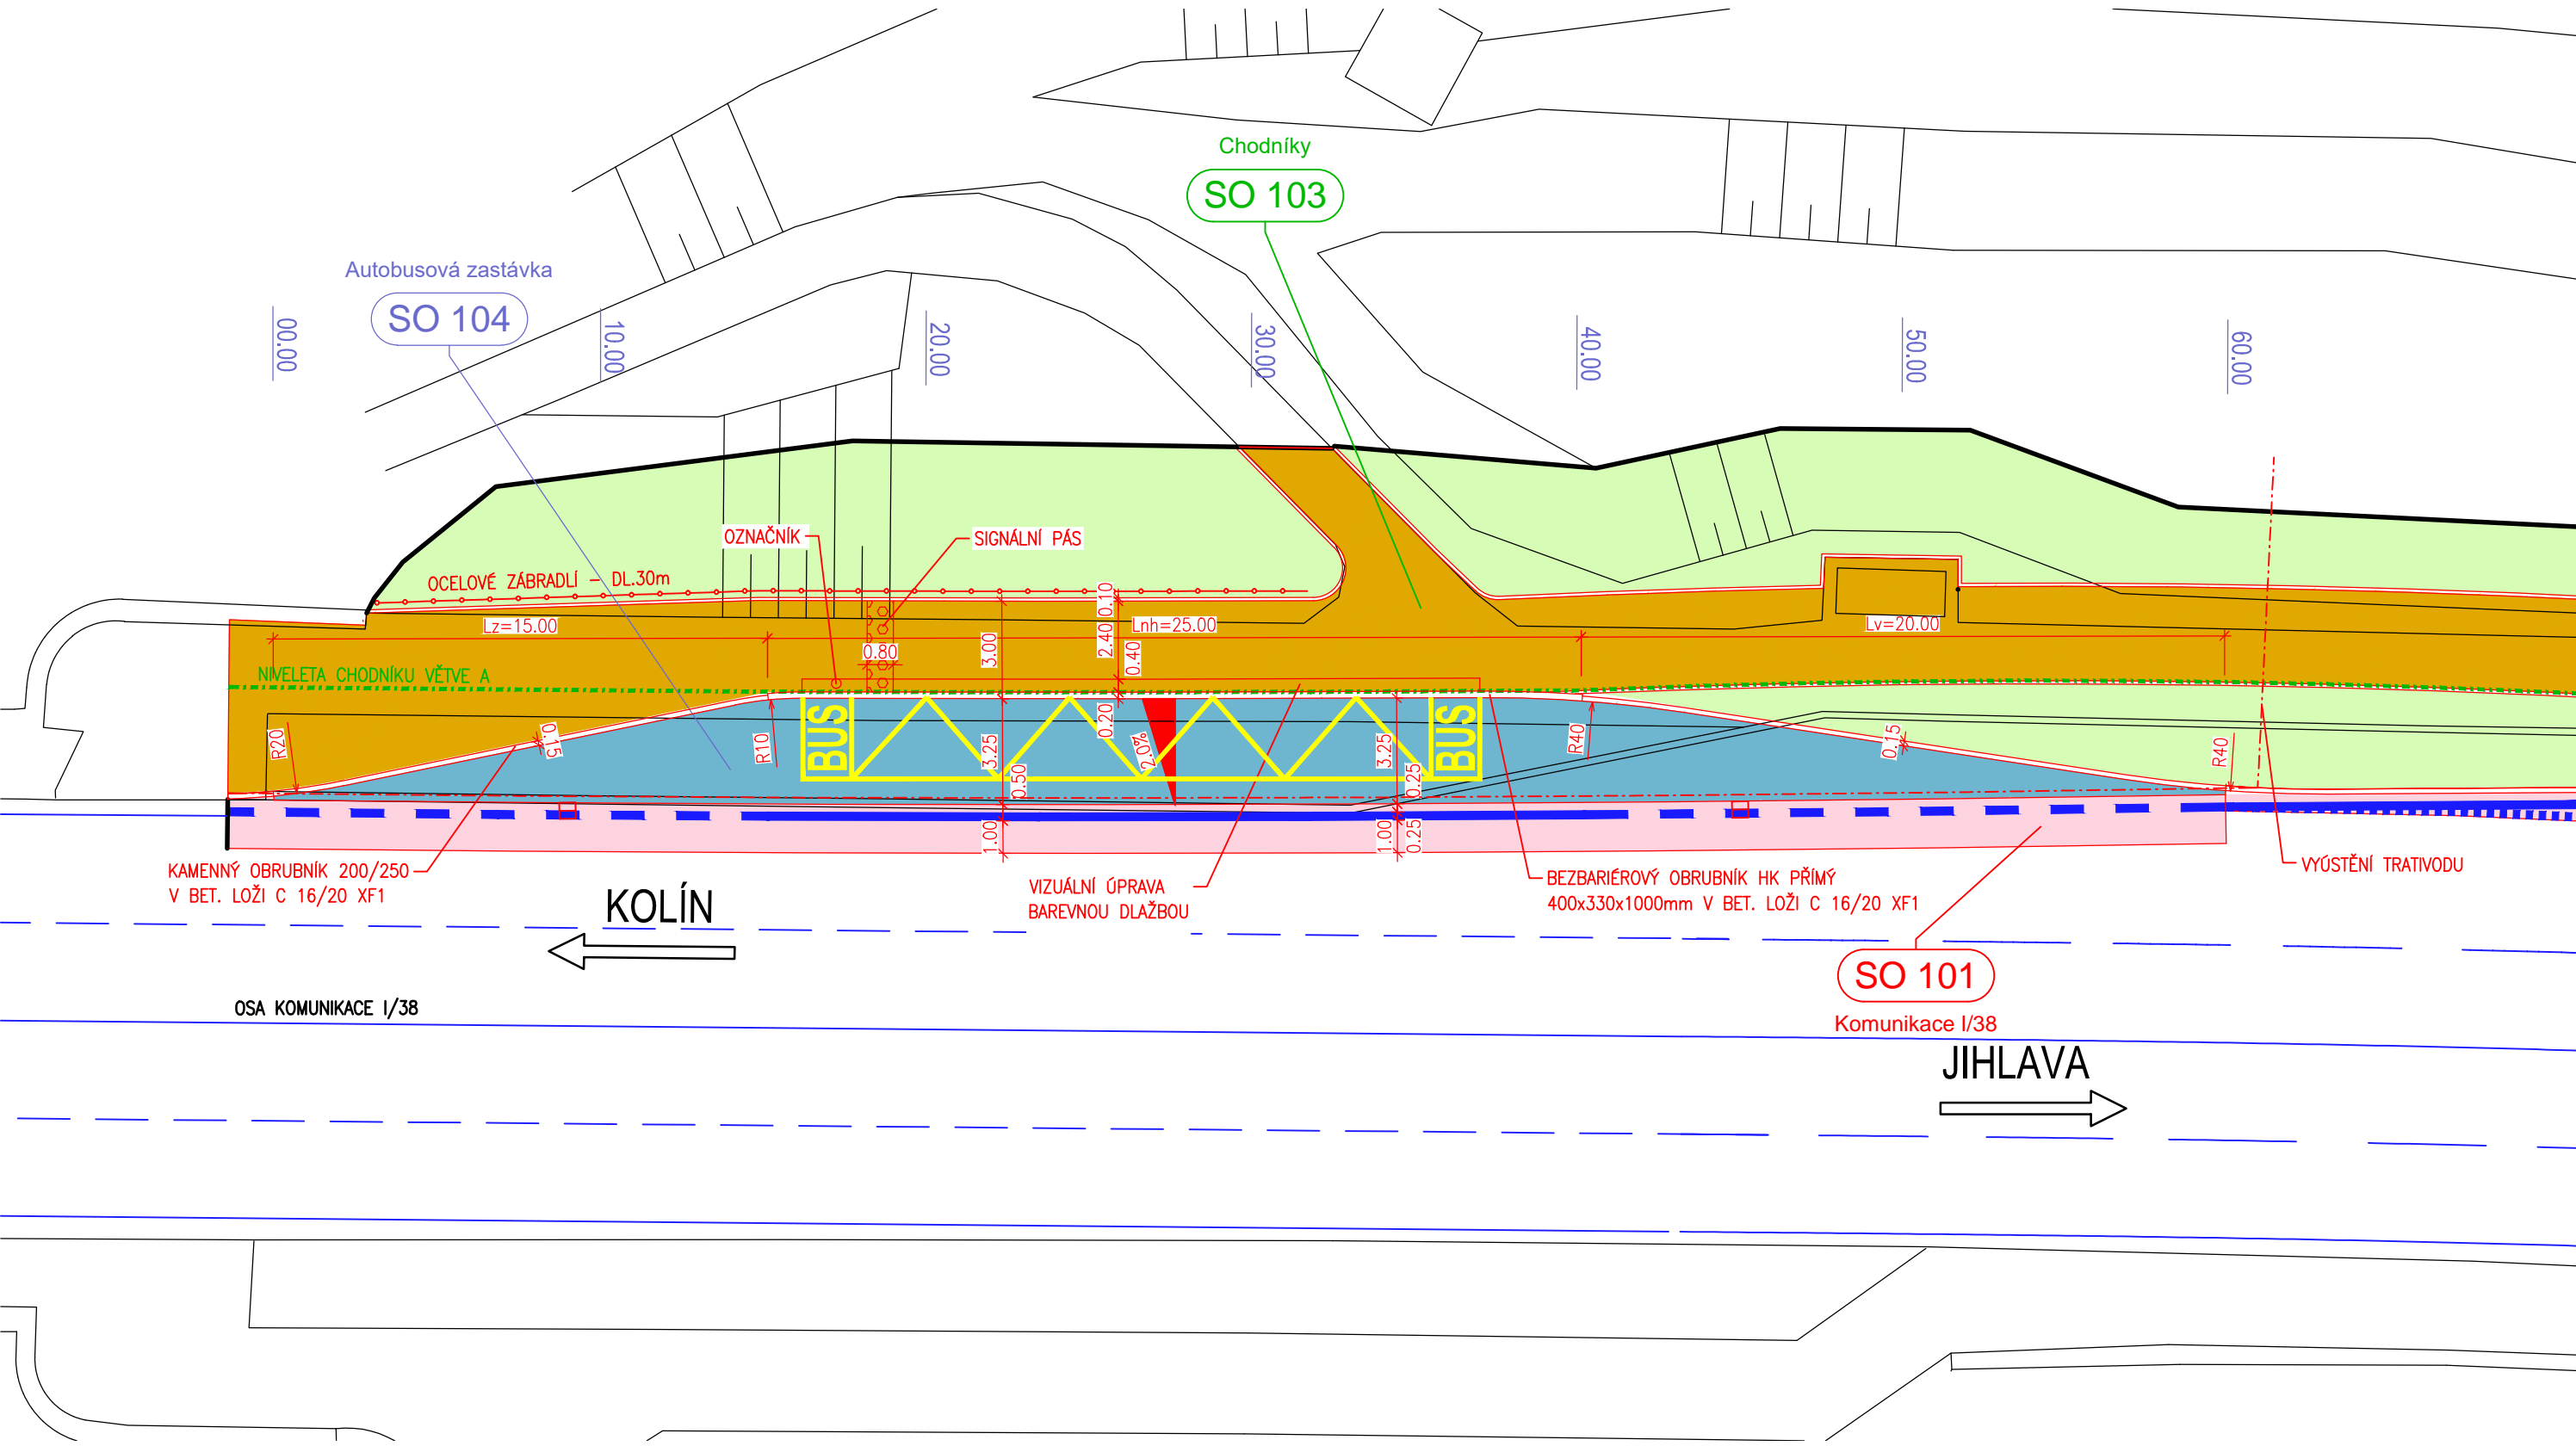 Chodníky
SO 103
Autobusová zastávka
SO 104
00.00
10.00
20.00
30.00
40.00
50.00
60.00
OZNAČNÍK
SIGNÁLNÍ PÁS
OCELOVÉ ZÁBRADLÍ - DL.30m
Lz=15.00
Lnh=25.00
Lv=20.00
0.10
2.40
3.00
0.40
0.80
NIVELETA CHODNÍKU VĚTVE A
R20
0.15
R10
BUS
3.25
0.50
0.20
2.0%
3.25
0.25
BUS
R40
0.15
R40
1.00
1.00
0.25
KAMENNÝ OBRUBNÍK 200/250
V BET. LOŽI C 16/20 XF1
VIZUÁLNÍ ÚPRAVA
BAREVNOU DLAŽBOU
BEZBARIÉROVÝ OBRUBNÍK HK PŘÍMÝ
400x330x1000mm V BET. LOŽI C 16/20 XF1
VYÚSTĚNÍ TRATIVODU
KOLÍN
SO 101
Komunikace I/38
OSA KOMUNIKACE I/38
JIHLAVA